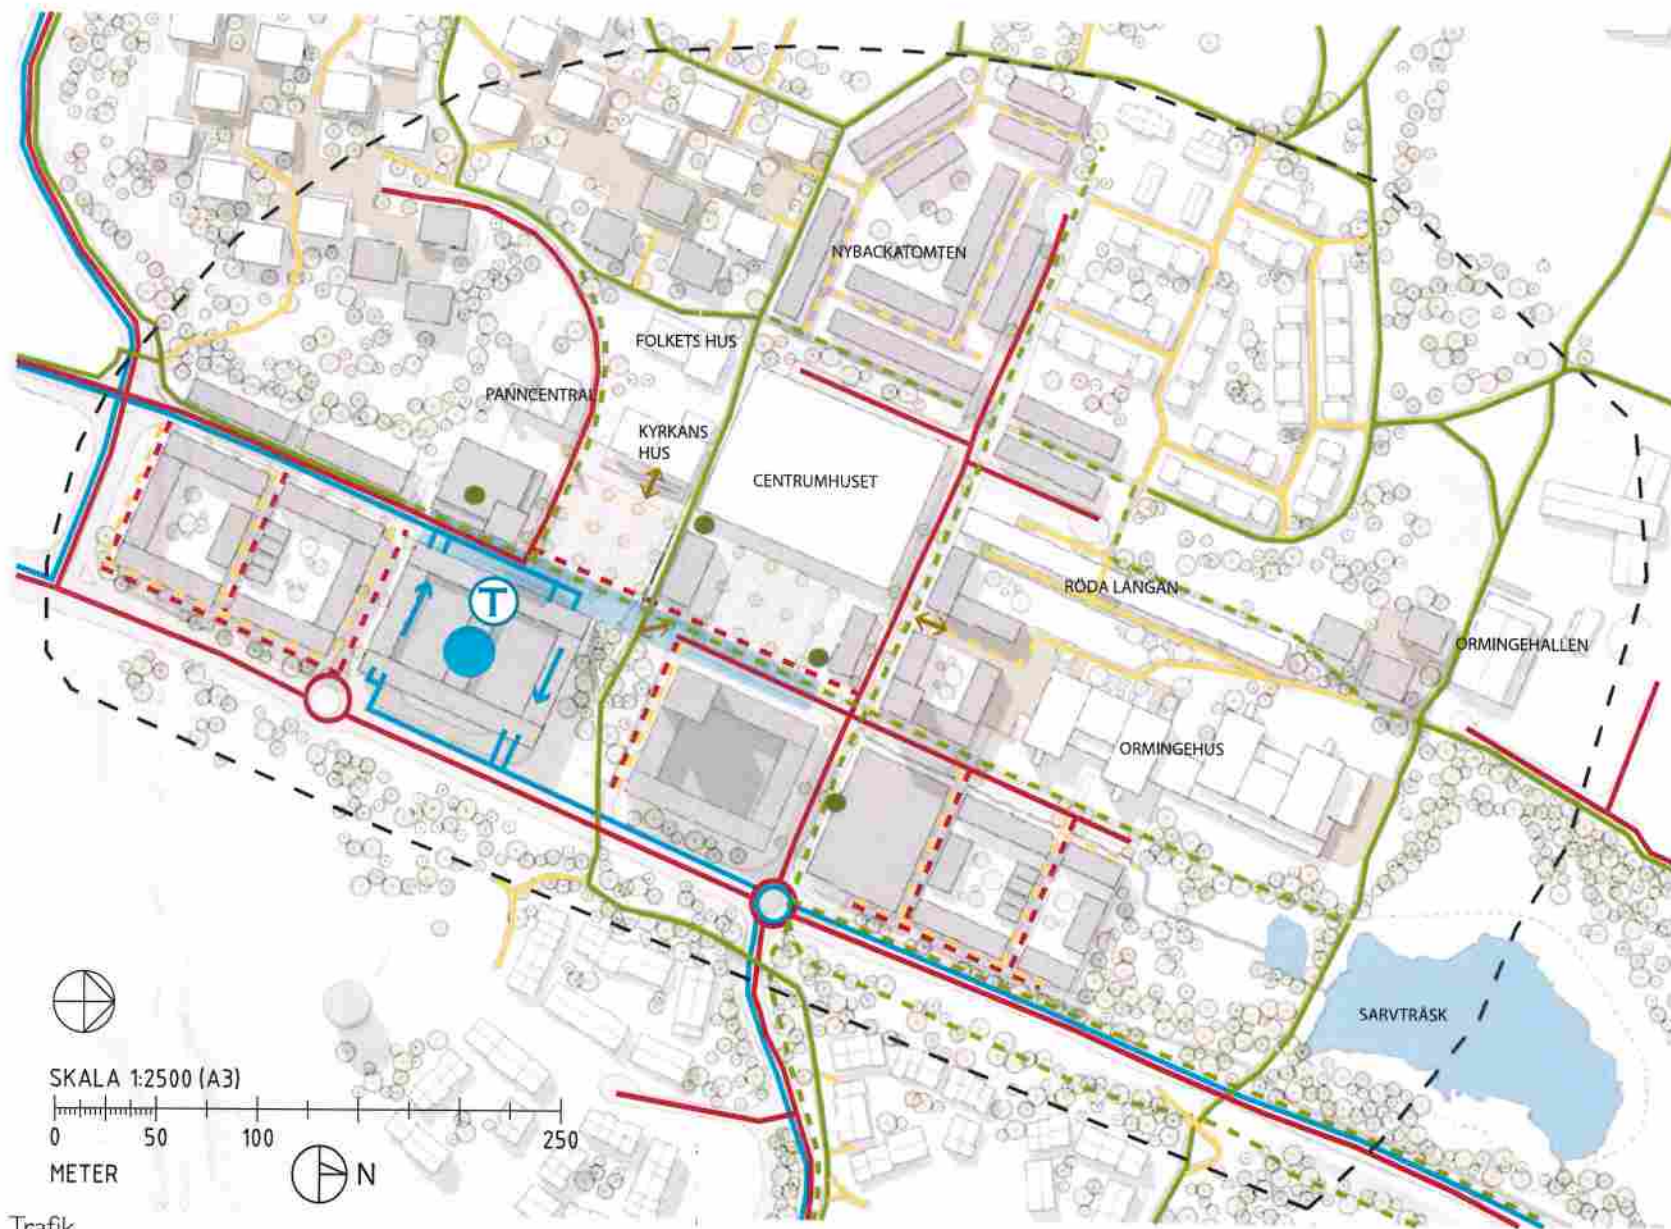 NYBACKATOMTEN
FOLKETS HUS
PANNCENTRAL
KYRKANS
HUS
CENTRUMHUSET
T
RÖDA LÄNGAN
ORMINGEHALLEN
ORMINGEHUS
SARVTRÄSK
SKALA 1:2500 (A3)
0 50 100 250
METER
N
Trafik